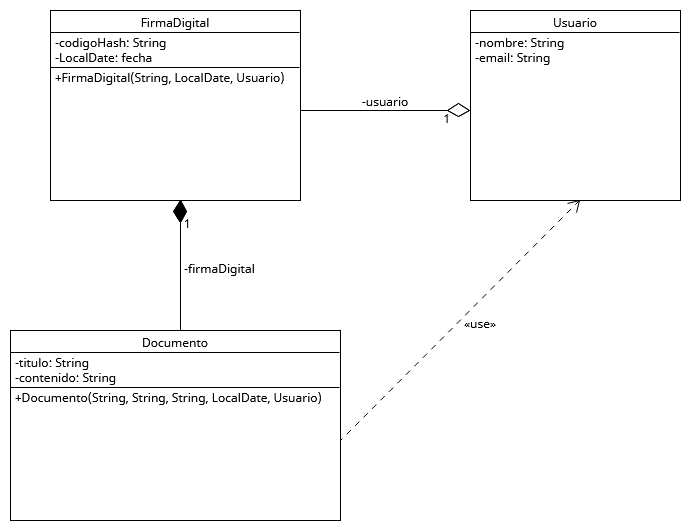 FirmaDigital
-codigoHash: String
-LocalDate: fecha
+FirmaDigital(String, LocalDate, Usuario)
Usuario
-nombre: String
-email: String
-usuario
1
1
-firmaDigital
«use»
Documento
-titulo: String
-contenido: String
+Documento(String, String, String, LocalDate, Usuario)